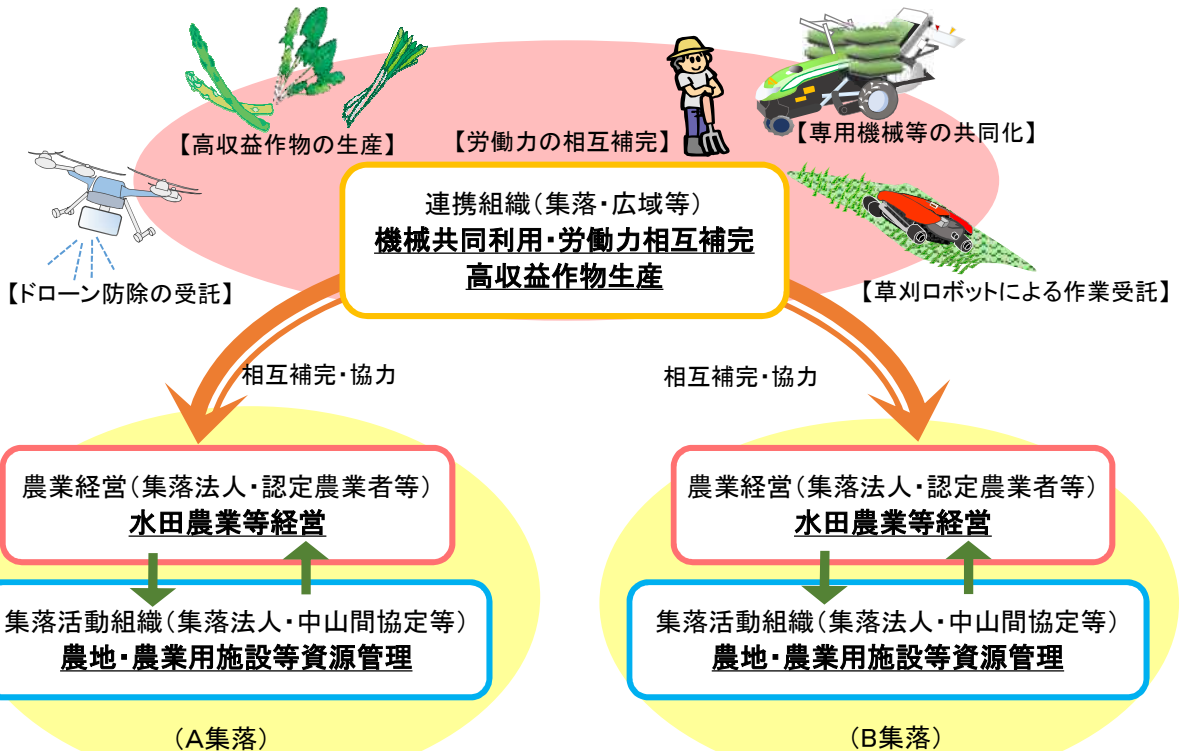 【高収益作物の生産】
【労働力の相互補完】
【専用機械等の共同化】
【ドローン防除の受託】
【草刈ロボットによる作業受託】
連携組織（集落・広域等）
機械共同利用・労働力相互補完
高収益作物生産
相互補完・協力
相互補完・協力
農業経営（集落法人・認定農業者等）
水田農業等経営
集落活動組織（集落法人・中山間協定等）
農地・農業用施設等資源管理
（Ａ集落）
農業経営（集落法人・認定農業者等）
水田農業等経営
集落活動組織（集落法人・中山間協定等）
農地・農業用施設等資源管理
（Ｂ集落）